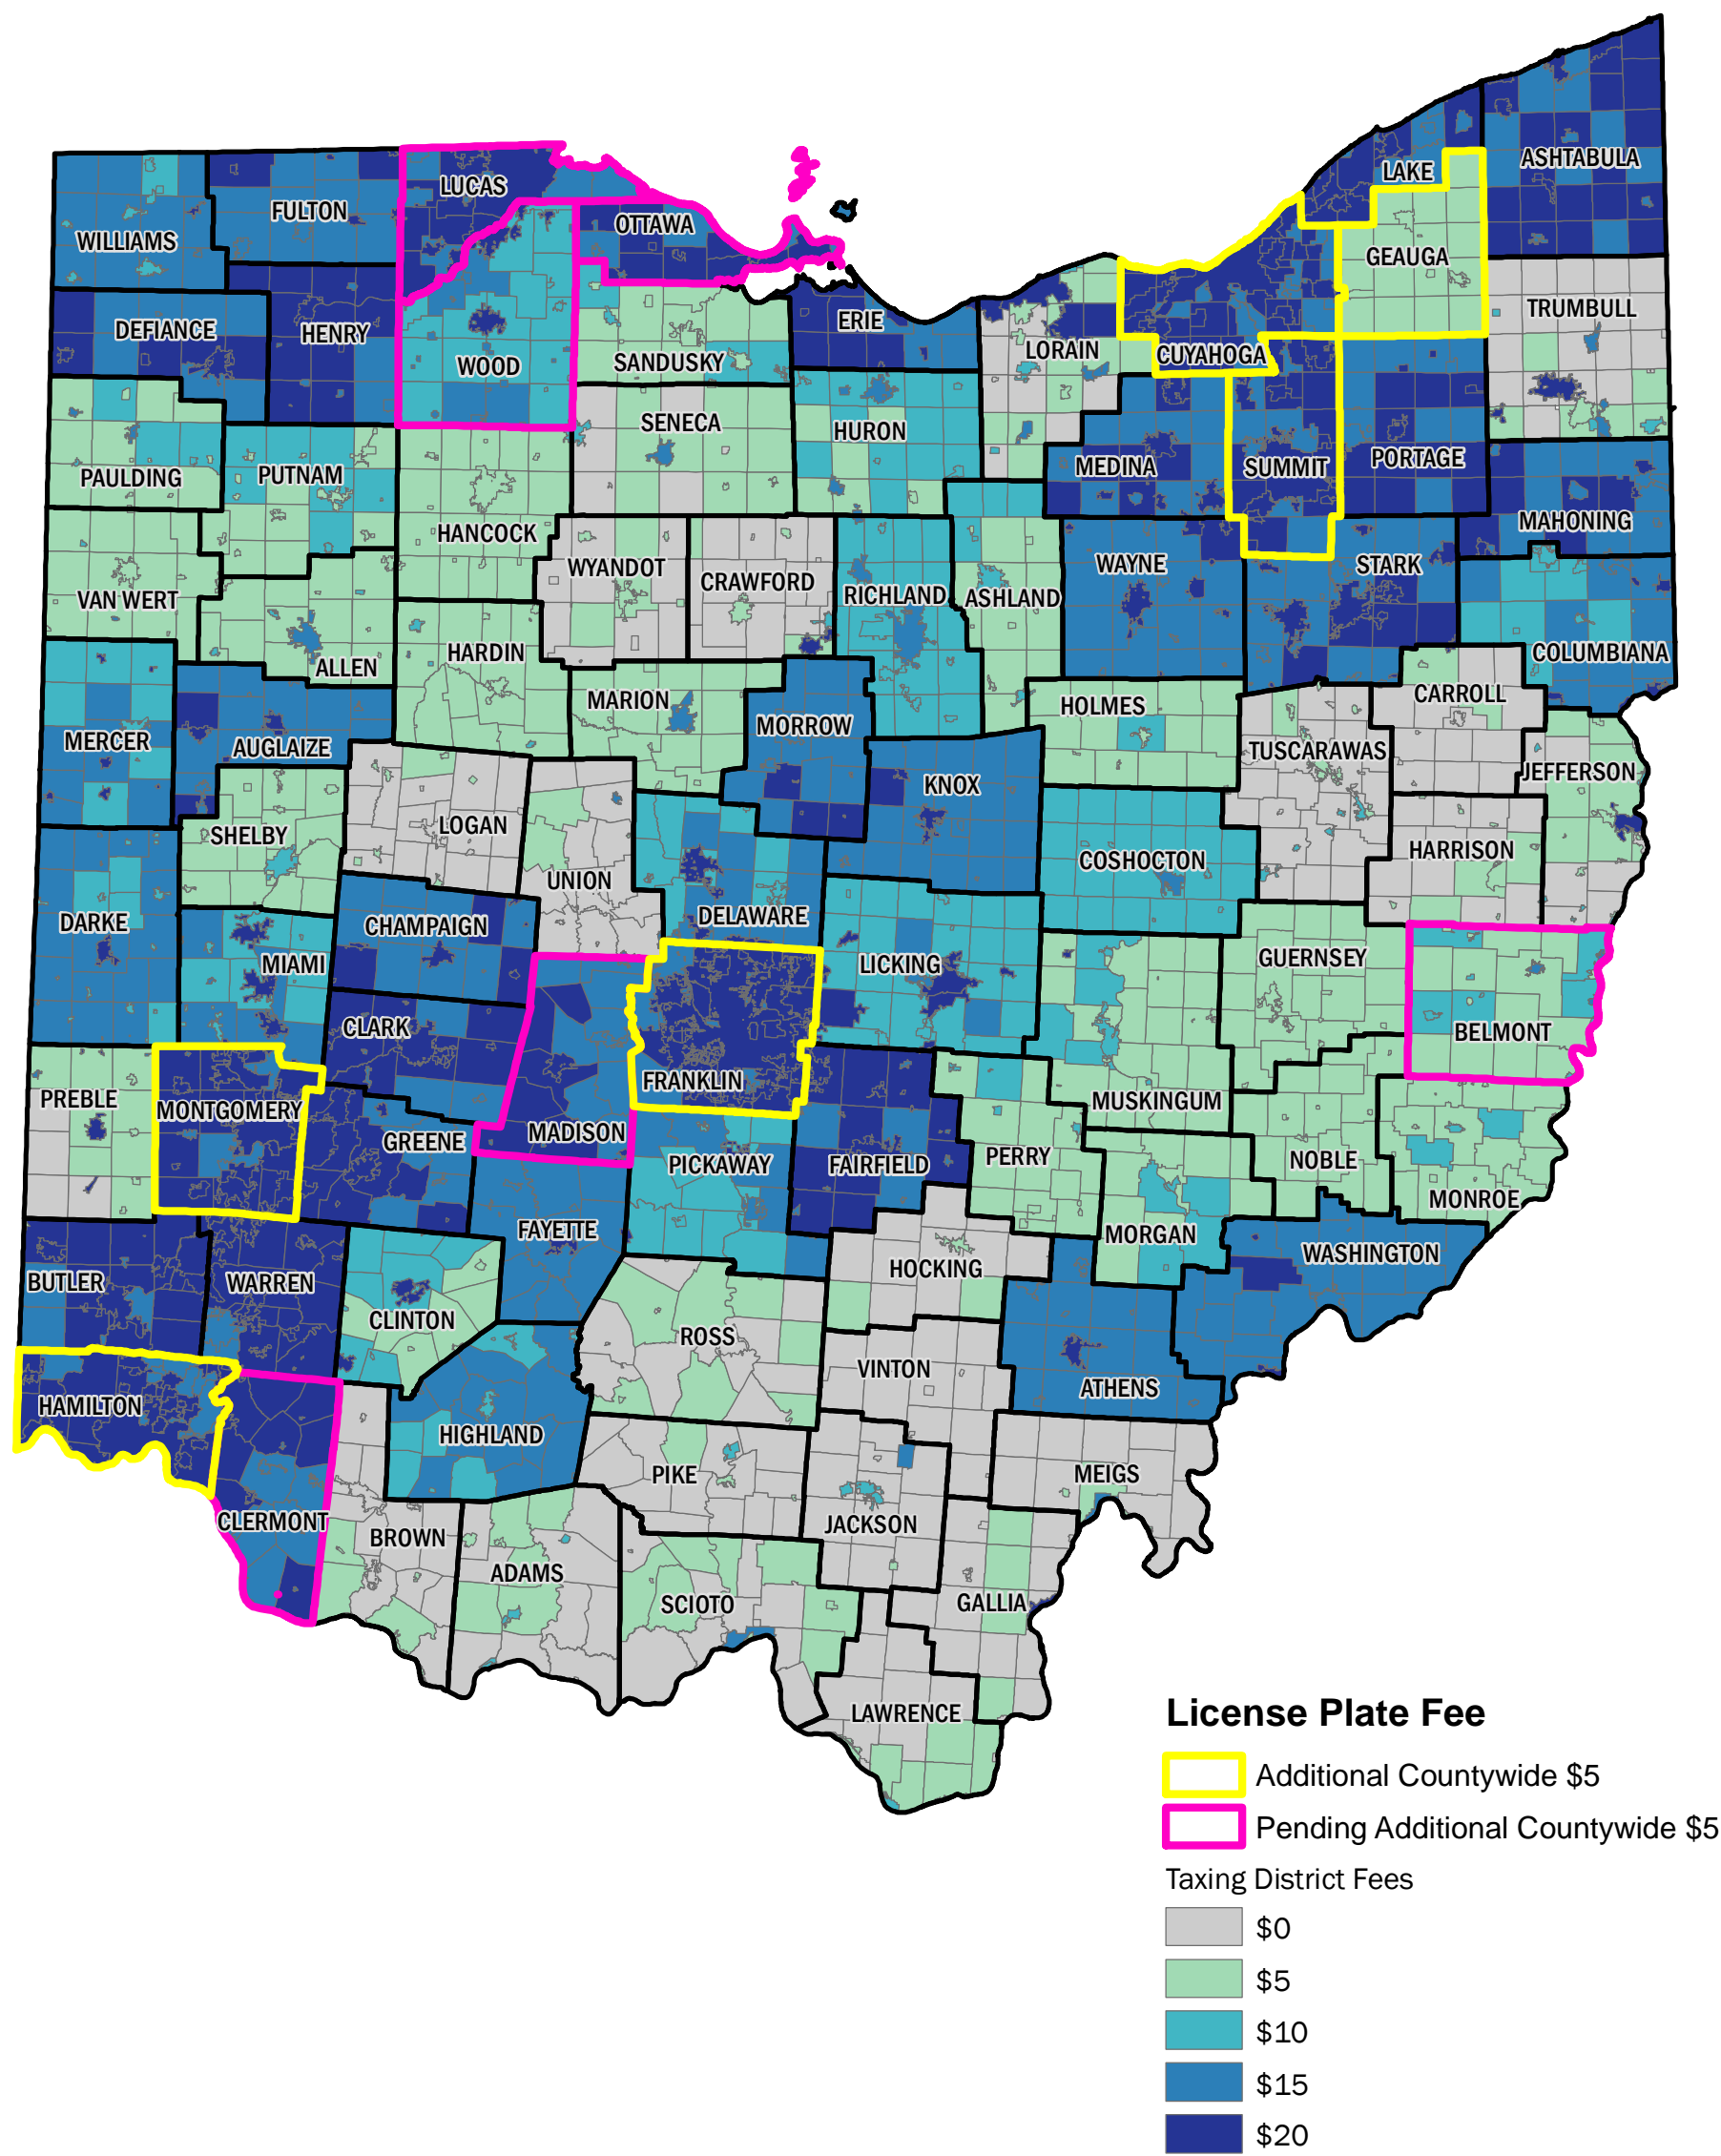 LAKE
ASHTABULA
LUCAS
FULTON
OTTAWA
WILLIAMS
GEAUGA
TRUMBULL
DEFIANCE
HENRY
ERIE
LORAIN
CUYAHOGA
WOOD
SANDUSKY
SENECA
HURON
MEDINA
SUMMIT
PORTAGE
PAULDING
PUTNAM
HANCOCK
MAHONING
WYANDOT
CRAWFORD
RICHLAND
ASHLAND
WAYNE
STARK
VAN WERT
HARDIN
ALLEN
COLUMBIANA
MARION
MORROW
HOLMES
CARROLL
MERCER
AUGLAIZE
TUSCARAWAS
KNOX
JEFFERSON
SHELBY
LOGAN
HARRISON
COSHOCTON
UNION
DARKE
CHAMPAIGN
DELAWARE
MIAMI
LICKING
GUERNSEY
CLARK
BELMONT
FRANKLIN
PREBLE
MONTGOMERY
MUSKINGUM
GREENE
MADISON
PICKAWAY
FAIRFIELD
PERRY
NOBLE
MONROE
FAYETTE
MORGAN
WASHINGTON
BUTLER
WARREN
HOCKING
CLINTON
ROSS
VINTON
ATHENS
HAMILTON
HIGHLAND
PIKE
MEIGS
CLERMONT
BROWN
JACKSON
ADAMS
SCIOTO
GALLIA
LAWRENCE
License Plate Fee
Additional Countywide $5
Pending Additional Countywide $5
Taxing District Fees
$0
$5
$10
$15
$20